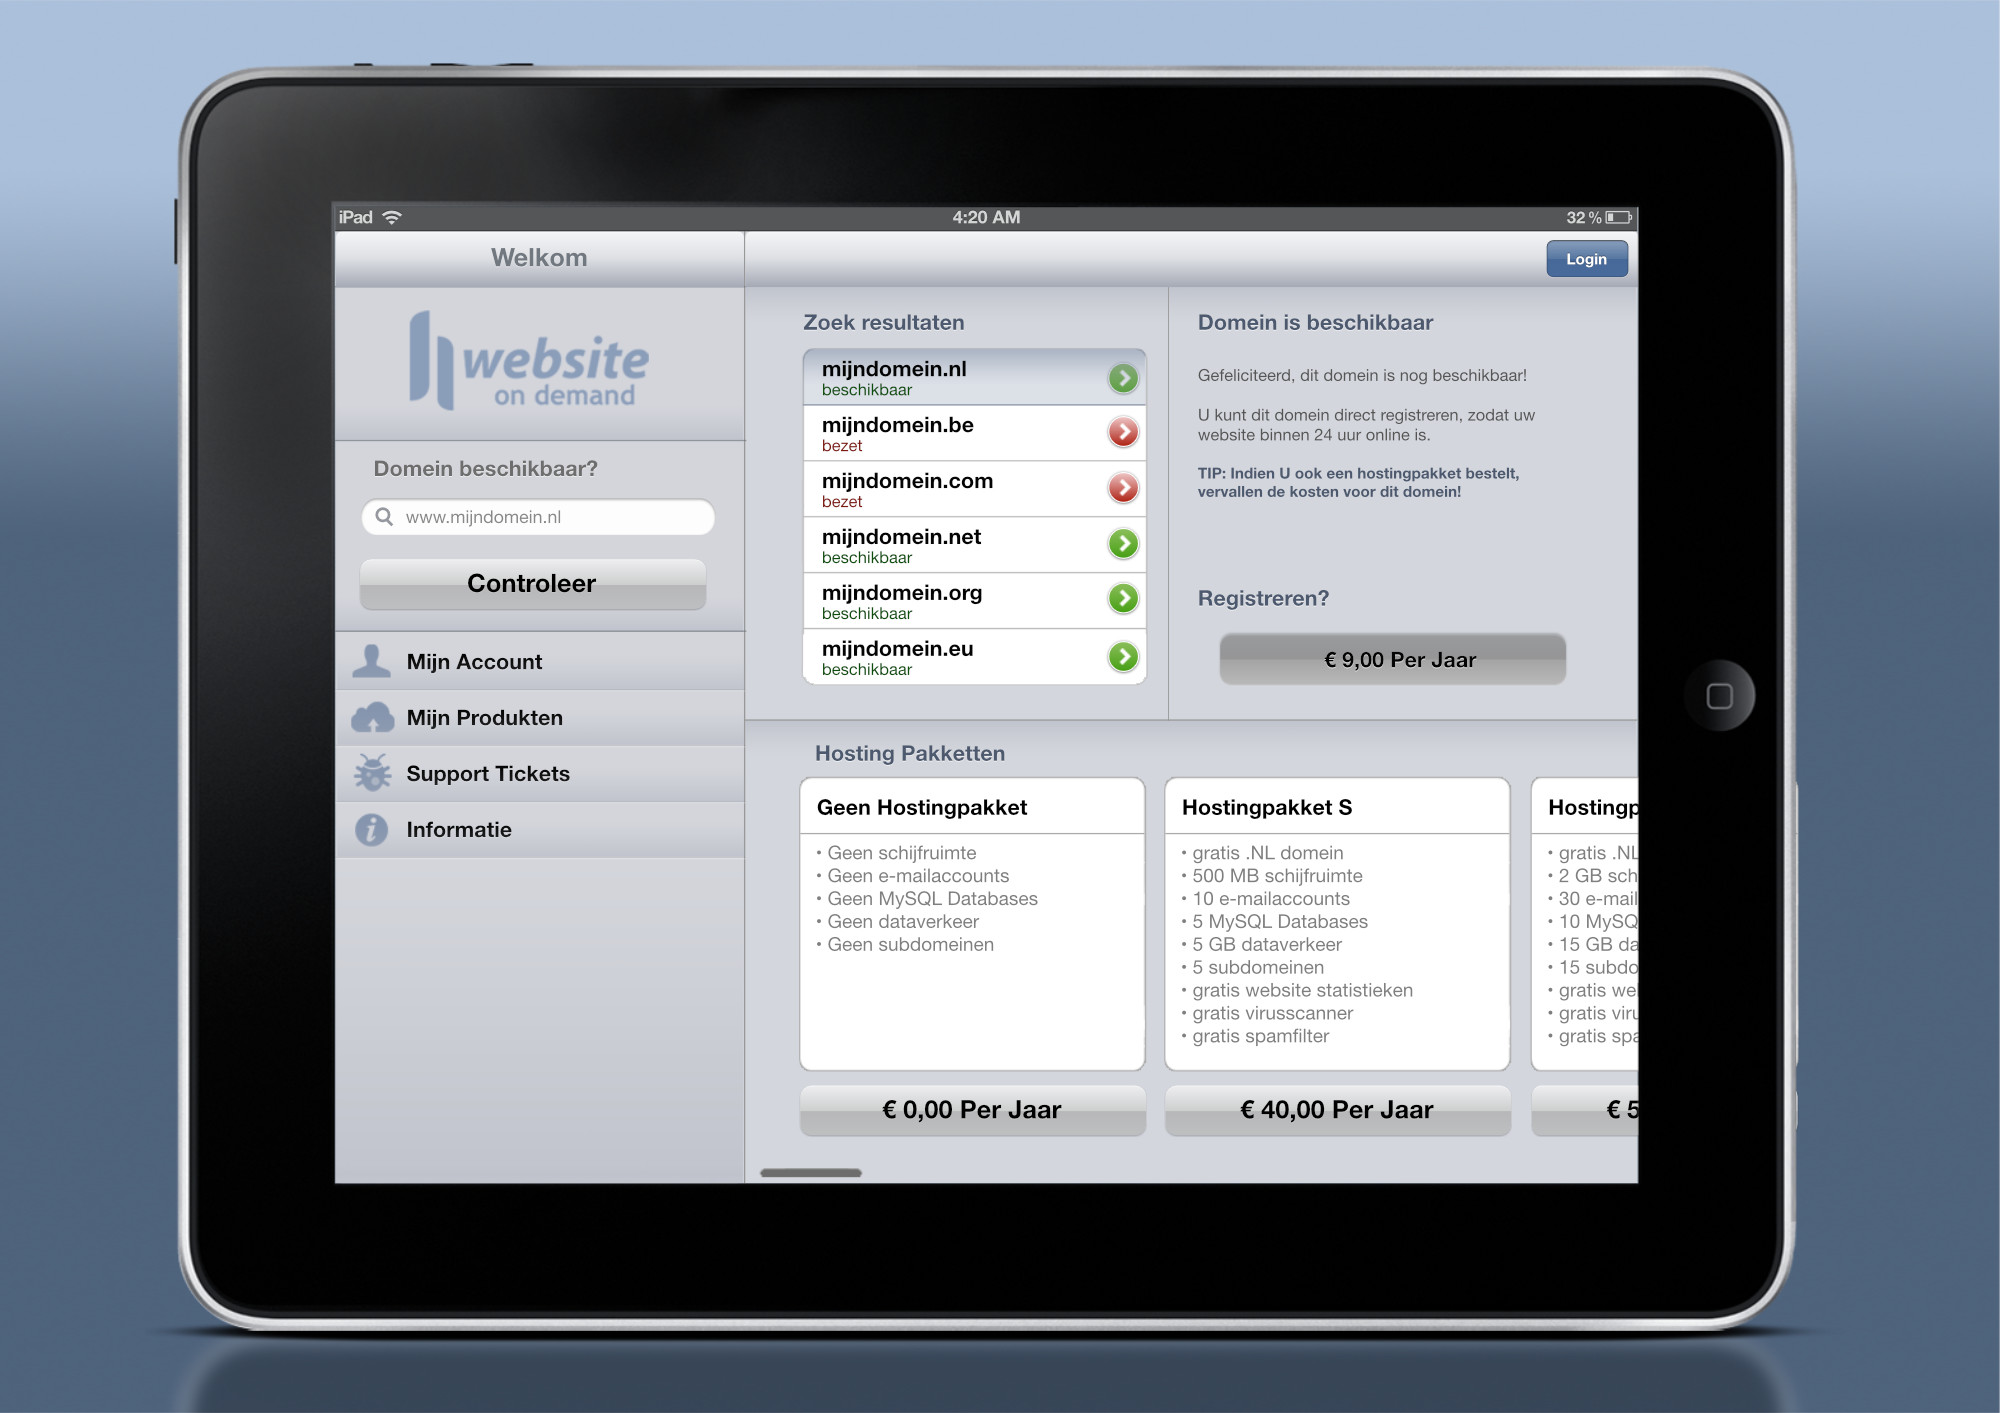 iPad
4:20 AM
32 %
Welkom
Login
website
on demand
Domein beschikbaar?
www.mijndomein.nl
Controleer
Mijn Account
Mijn Produkten
Support Tickets
Informatie
Zoek resultaten
mijndomein.nl
beschikbaar
mijndomein.be
bezet
mijndomein.com
bezet
mijndomein.net
beschikbaar
mijndomein.org
beschikbaar
mijndomein.eu
beschikbaar
Domein is beschikbaar
Gefeliciteerd, dit domein is nog beschikbaar!
U kunt dit domein direct registreren, zodat uw
website binnen 24 uur online is.
TIP: Indien U ook een hostingpakket bestelt,
vervallen de kosten voor dit domein!
Registreren?
€ 9,00 Per Jaar
Hosting Pakketten
Geen Hostingpakket
• Geen schijfruimte
• Geen e-mailaccounts
• Geen MySQL Databases
• Geen dataverkeer
• Geen subdomeinen
€ 0,00 Per Jaar
Hostingpakket S
• gratis .NL domein
• 500 MB schijfruimte
• 10 e-mailaccounts
• 5 MySQL Databases
• 5 GB dataverkeer
• 5 subdomeinen
• gratis website statistieken
• gratis virusscanner
• gratis spamfilter
€ 40,00 Per Jaar
Hostingp
• gratis .NL
• 2 GB sch
• 30 e-mail
• 10 MySQ
• 15 GB da
• 15 subdo
• gratis we
• gratis viru
• gratis spa
€ 5